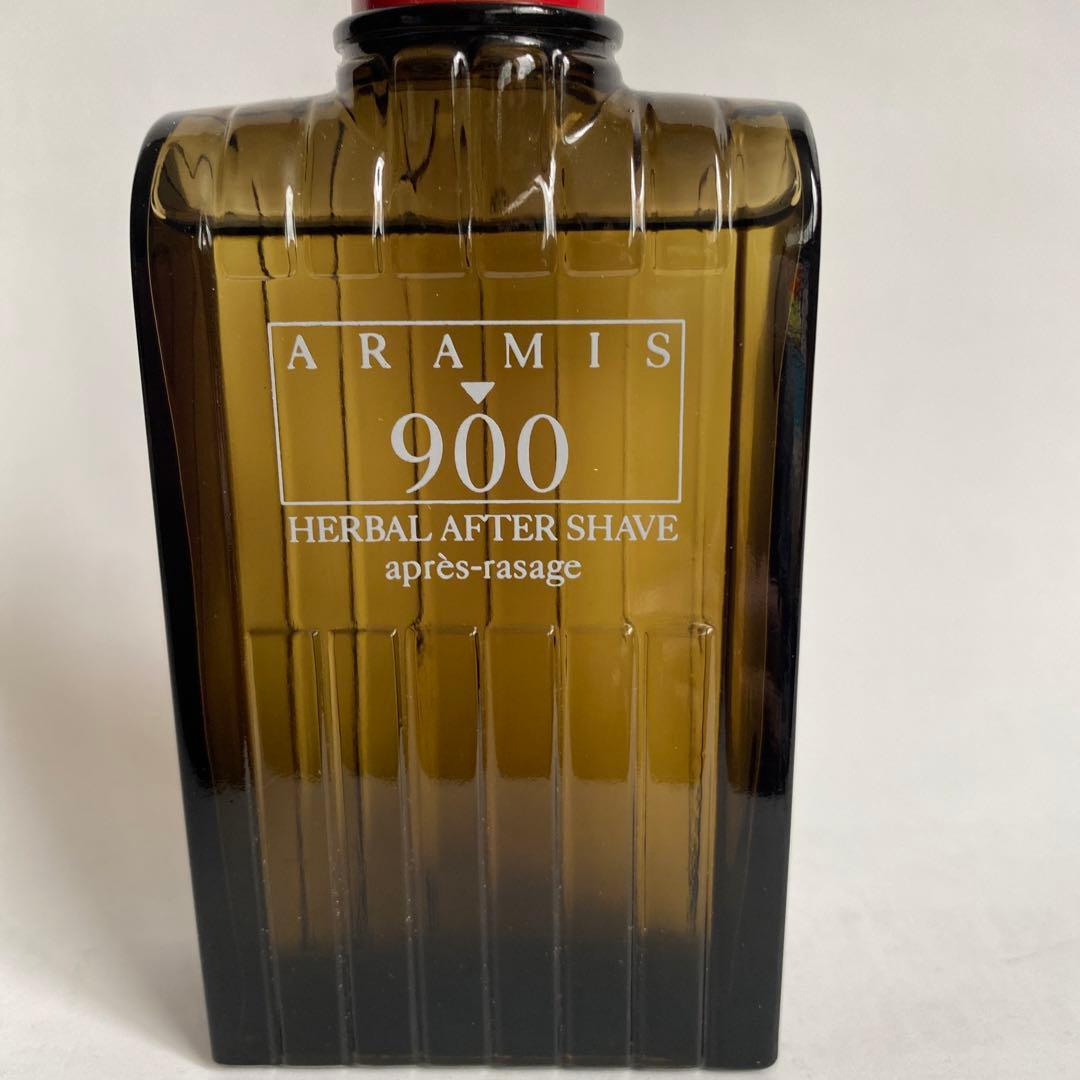 ARAMIS
900
HERBAL AFTER SHAVE
après-rasage